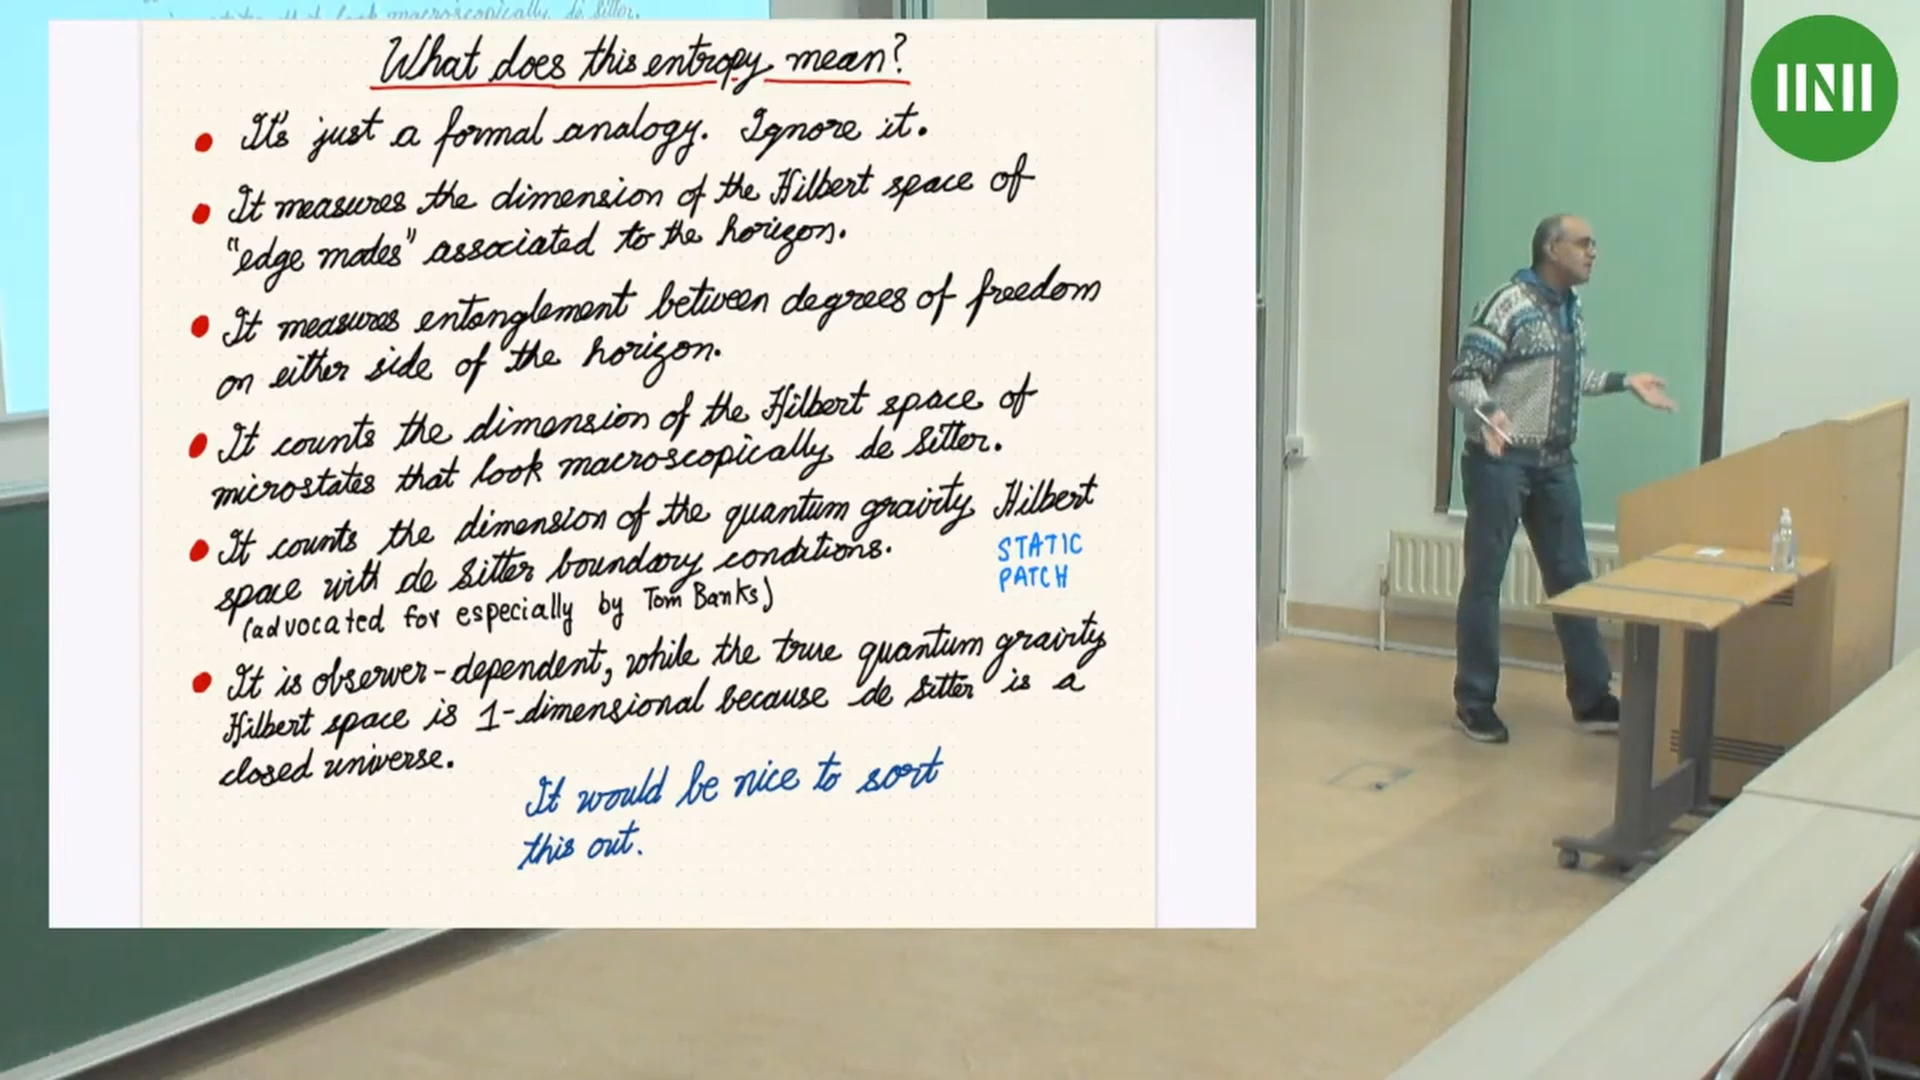 What does this entropy mean?
It's just a formal analogy. Ignore it.
It measures the dimension of the Hilbert space of
"edge modes" associated to the horizon.
It measures entanglement between degrees of freedom
on either side of the horizon.
It counts the dimension of the Hilbert space of
microstates that look macroscopically de Sitter.
It counts the dimension of the quantum gravity Hilbert
space with de Sitter boundary conditions.
STATIC
PATCH
(advocated for especially by Tom Banks)
It is observer-dependent, while the true quantum gravity
Hilbert space is 1-dimensional because de Sitter is a
closed universe.
It would be nice to sort
this out.
that look macroscopically de Sitter.